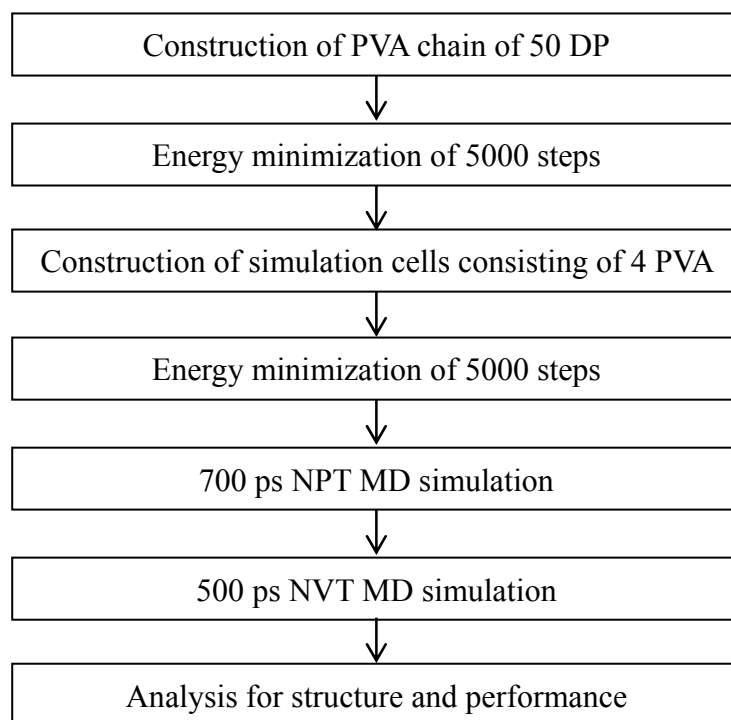 Construction of PVA chain of 50 DP
Energy minimization of 5000 steps
Construction of simulation cells consisting of 4 PVA
Energy minimization of 5000 steps
700 ps NPT MD simulation
500 ps NVT MD simulation
Analysis for structure and performance